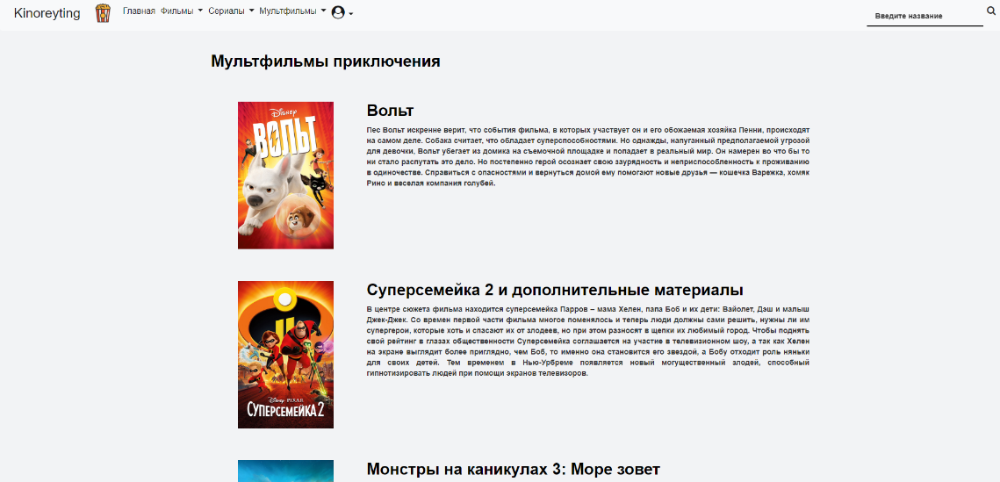 Kinoreyting Главная Фильмы Сериалы Мультфильмы Введите название
Мультфильмы приключения
DISNEY
ВОЛЬТ
Вольт
Пес Вольт искренне верит, что события фильма, в которых участвует он и его обожаемая хозяйка Пенни, происходят
на самом деле. Собака считает, что обладает суперспособностями. Но однажды, напуганный предполагаемой угрозой
для девочки, Вольт убегает из домика на съемочной площадке и попадает в реальный мир. Он намерен во что бы то
ни стало распутать это дело. Но постепенно герой осознает свою заурядность и неприспособленность к проживанию
в одиночестве. Справиться с опасностями и вернуться домой ему помогают новые друзья — кошечка Варежка, хомяк
Рино и веселая компания голубей.
Disney PIXAR
СУПЕРСЕМЕЙКА 2
Суперсемейка 2 и дополнительные материалы
В центре сюжета фильма находится суперсемейка Парров – мама Хелен, папа Боб и их дети: Вайолет, Дэш и малыш
Джек-Джек. Со времен первой части фильма многое поменялось и теперь люди должны сами решить, нужны ли им
супергерои, которые хоть и спасают их от злодеев, но при этом разносят в щепки их любимый город. Чтобы поднять
свой рейтинг в глазах общественности Суперсемейка соглашается на участие в телевизионном шоу, а так как Хелен
на экране выглядит более приглядно, чем Боб, то именно она становится его звездой, а Бобу отходит роль няньки
для своих детей. Тем временем в Нью-Урбреме появляется новый могущественный злодей, способный
гипнотизировать людей при помощи экранов телевизоров.
Монстры на каникулах 3: Море зовет